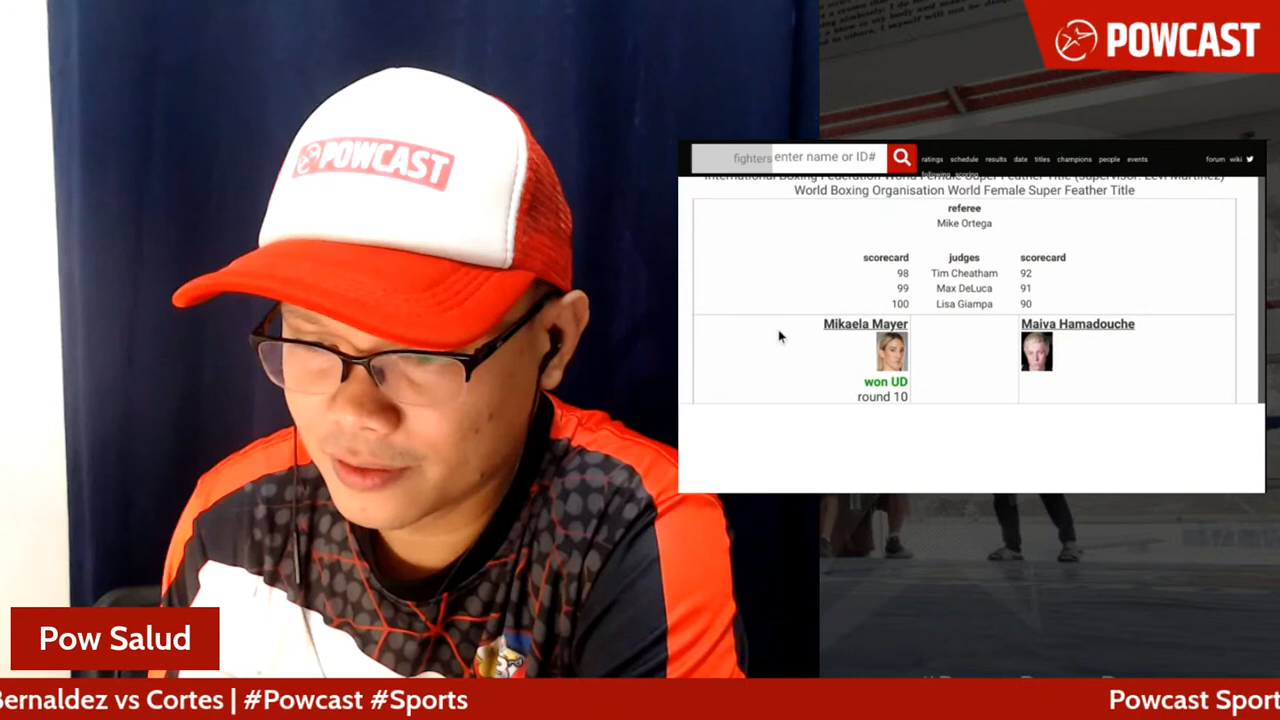 POWCAST
POWCAST
fighters enter name or ID#
ratings schedule results date titles champions people events
forum wiki
following scoring
International Boxing Federation World Female Super Feather Title (supervisor: Levi Martinez)
World Boxing Organisation World Female Super Feather Title
referee
Mike Ortega
scorecard judges scorecard
98 Tim Cheatham 92
99 Max DeLuca 91
100 Lisa Giampa 90
Mikaela Mayer Maiva Hamadouche
won UD
round 10
Pow Salud
Bernaldez vs Cortes | #Powcast #Sports
Powcast Sport